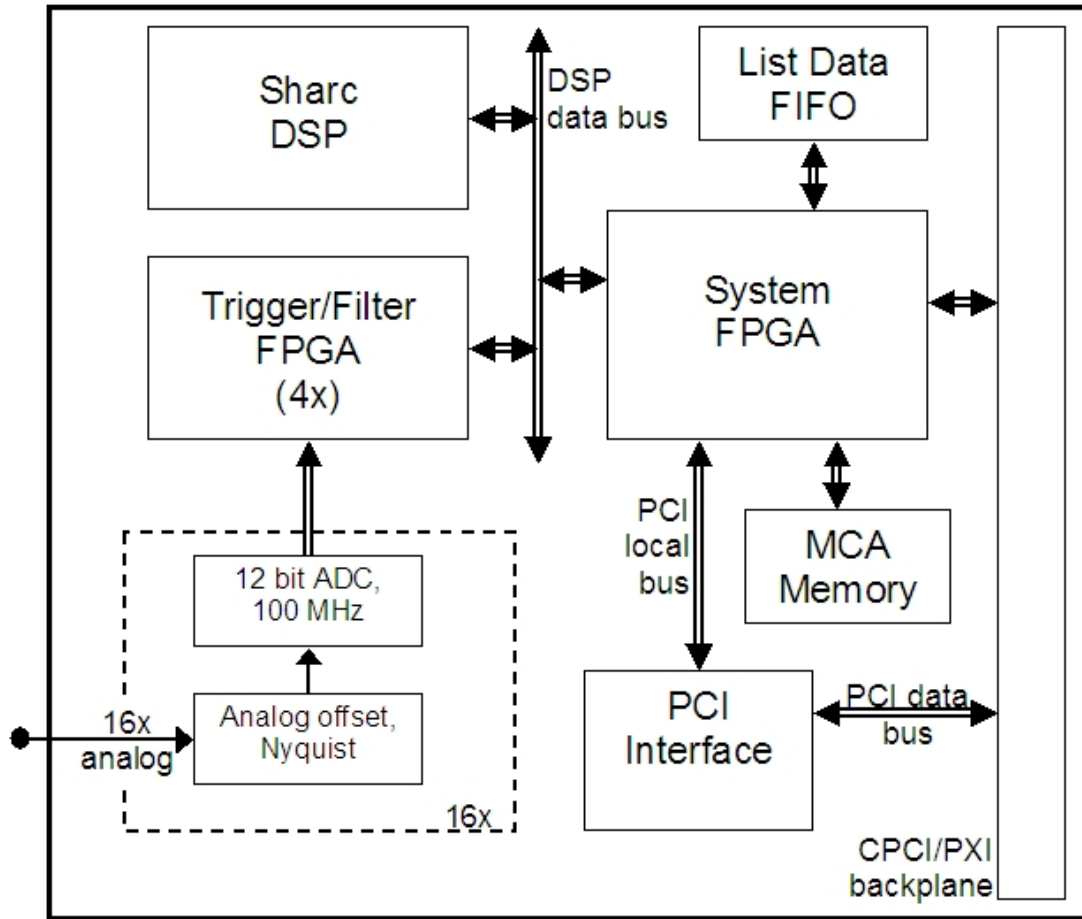 Sharc
DSP
DSP
data bus
List Data
FIFO
Trigger/Filter
FPGA
(4x)
System
FPGA
PCI
local
bus
MCA
Memory
12 bit ADC,
100 MHz
16x
analog
Analog offset,
Nyquist
16x
PCI
Interface
PCI data
bus
CPCI/PXI
backplane